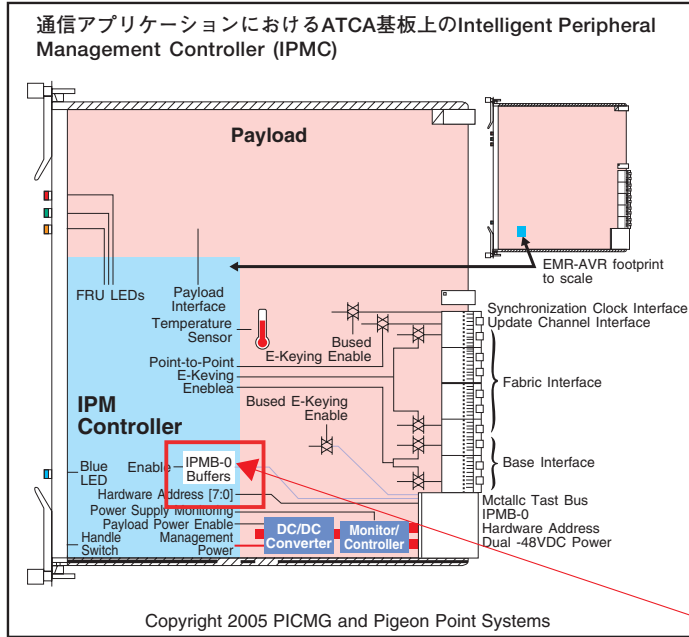 通信アプリケーションにおけるATCA基板上のIntelligent Peripheral
Management Controller (IPMC)
Payload
EMR-AVR footprint
to scale
FRU LEDs
Payload
Interface
Temperature
Sensor
Bused
Enable
E-Keying
Synchronization Clock Interface
Update Channel Interface
Point-to-Point
E-Keving
Eneblea
Fabric Interface
IPM
Controller
Bused E-Keying
Enable
Blue
LED
Enable
IPMB-0
Buffers
Base Interface
Hardware Address [7:0]
Power Supply Monitoring
Payload Power Enable
Handle
Switch
Management
Power
DC/DC
Converter
Monitor/
Controller
Mctallc Tast Bus
IPMB-0
Hardware Address
Dual -48VDC Power
Copyright 2005 PICMG and Pigeon Point Systems